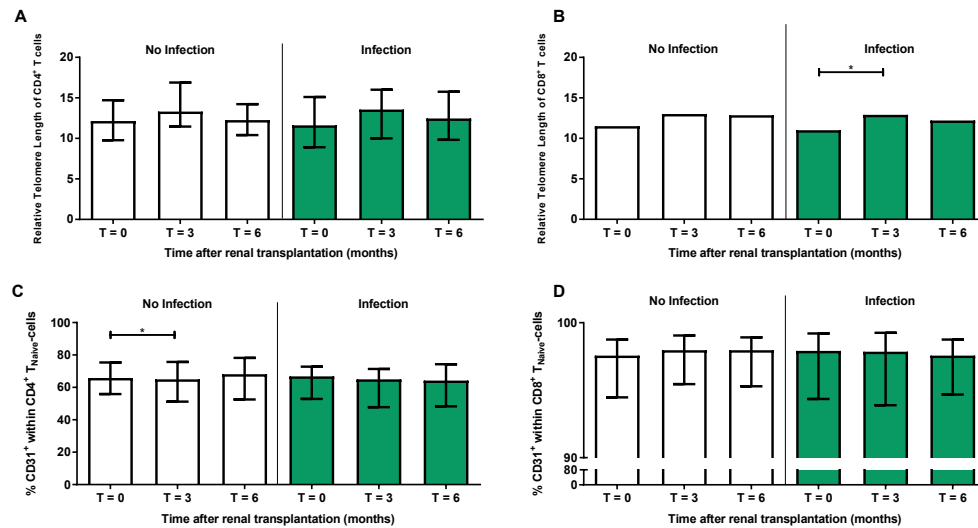 A
No Infection Infection
Relative Telomere Length of CD4⁺ T cells
20
15
10
5
0
T = 0 T = 3 T = 6 T = 0 T = 3 T = 6
Time after renal transplantation (months)
B
No Infection Infection
Relative Telomere Length of CD8⁺ T cells
20
15
10
5
0
*
T = 0 T = 3 T = 6 T = 0 T = 3 T = 6
Time after renal transplantation (months)
C
No Infection Infection
% CD31⁺ within CD4⁺ T Naive-cells
100
80
60
40
20
0
*
T = 0 T = 3 T = 6 T = 0 T = 3 T = 6
Time after renal transplantation (months)
D
No Infection Infection
% CD31⁺ within CD8⁺ T Naive-cells
100
90
80
0
T = 0 T = 3 T = 6 T = 0 T = 3 T = 6
Time after renal transplantation (months)